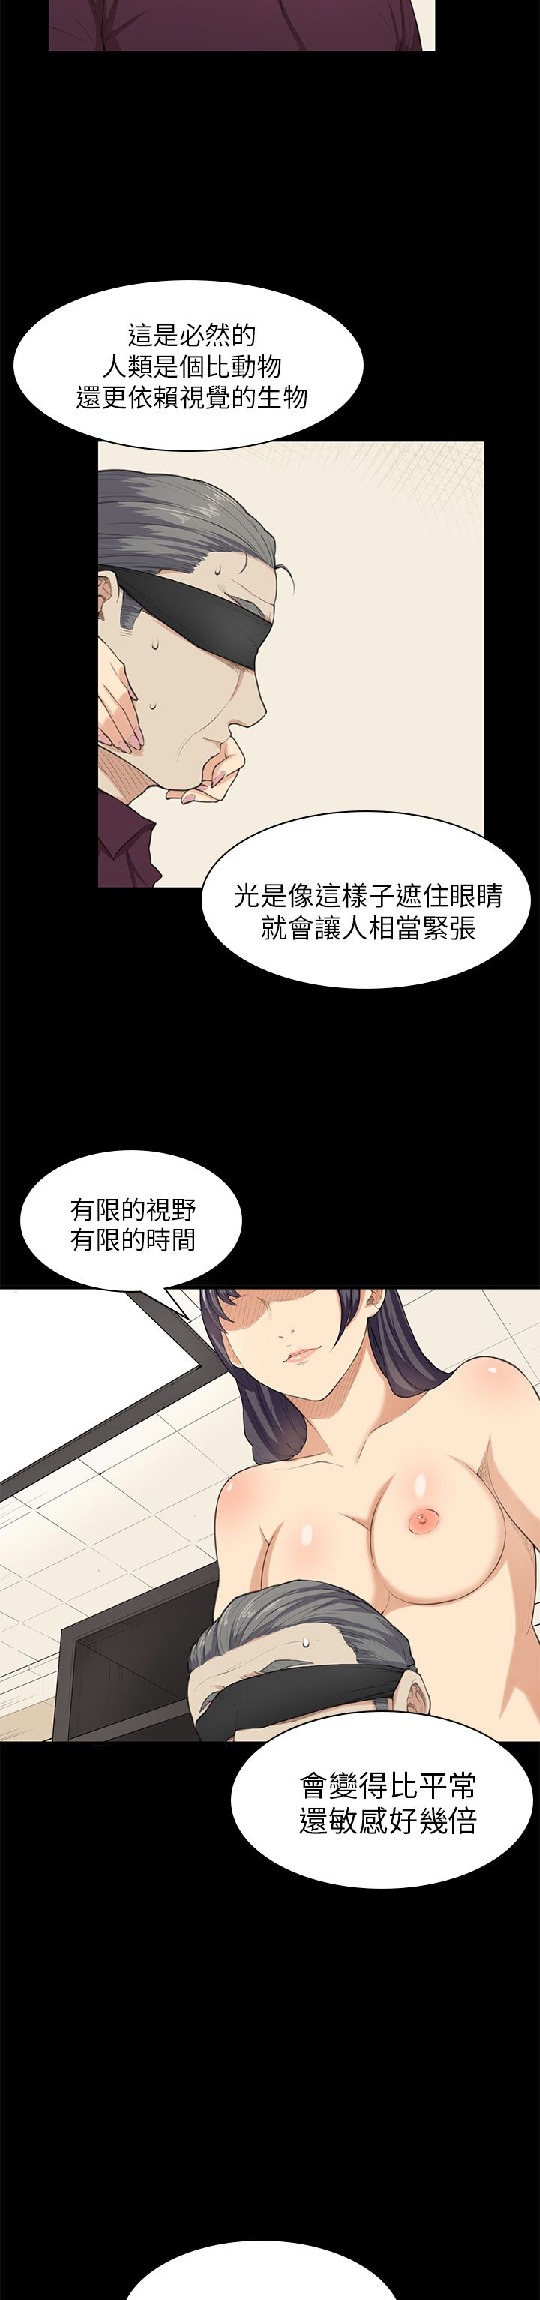 這是必然的
人類是個比動物
還更依賴視覺的生物
光是像這樣子遮住眼睛
就會讓人相當緊張
有限的視野
有限的時間
會變得比平常
還敏感好幾倍